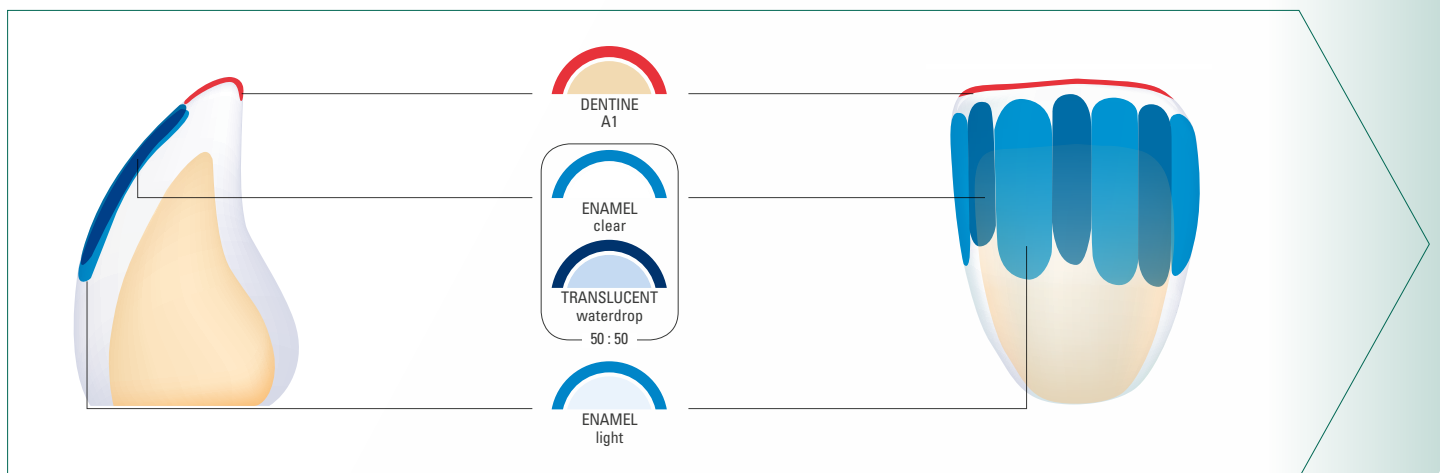 DENTINE
A1
ENAMEL
clear
TRANSLUCENT
waterdrop
50 : 50
ENAMEL
light